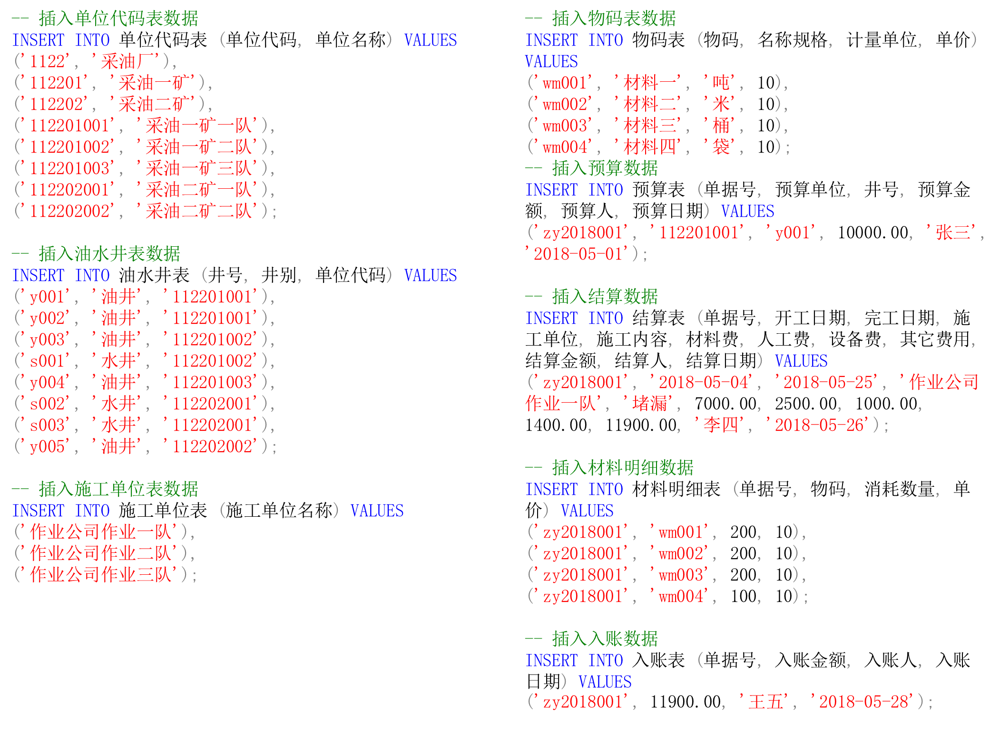 -- 插入单位代码表数据
INSERT INTO 单位代码表 (单位代码, 单位名称) VALUES
('1122', '采油厂'),
('112201', '采油一矿'),
('112202', '采油二矿'),
('112201001', '采油一矿一队'),
('112201002', '采油一矿二队'),
('112201003', '采油一矿三队'),
('112202001', '采油二矿一队'),
('112202002', '采油二矿二队');
-- 插入油水井表数据
INSERT INTO 油水井表 (井号, 井别, 单位代码) VALUES
('y001', '油井', '112201001'),
('y002', '油井', '112201001'),
('y003', '油井', '112201002'),
('s001', '水井', '112201002'),
('y004', '油井', '112201003'),
('s002', '水井', '112202001'),
('s003', '水井', '112202001'),
('y005', '油井', '112202002');
-- 插入施工单位表数据
INSERT INTO 施工单位表 (施工单位名称) VALUES
('作业公司作业一队'),
('作业公司作业二队'),
('作业公司作业三队');
-- 插入物码表数据
INSERT INTO 物码表 (物码, 名称规格, 计量单位, 单价)
VALUES
('wm001', '材料一', '吨', 10),
('wm002', '材料二', '米', 10),
('wm003', '材料三', '桶', 10),
('wm004', '材料四', '袋', 10);
-- 插入预算数据
INSERT INTO 预算表 (单据号, 预算单位, 井号, 预算金
额, 预算人, 预算日期) VALUES
('zy2018001', '112201001', 'y001', 10000.00, '张三',
'2018-05-01');
-- 插入结算数据
INSERT INTO 结算表 (单据号, 开工日期, 完工日期, 施
工单位, 施工内容, 材料费, 人工费, 设备费, 其它费用,
结算金额, 结算人, 结算日期) VALUES
('zy2018001', '2018-05-04', '2018-05-25', '作业公司
作业一队', '堵漏', 7000.00, 2500.00, 1000.00,
1400.00, 11900.00, '李四', '2018-05-26');
-- 插入材料明细数据
INSERT INTO 材料明细表 (单据号, 物码, 消耗数量, 单
价) VALUES
('zy2018001', 'wm001', 200, 10),
('zy2018001', 'wm002', 200, 10),
('zy2018001', 'wm003', 200, 10),
('zy2018001', 'wm004', 100, 10);
-- 插入入账数据
INSERT INTO 入账表 (单据号, 入账金额, 入账人, 入账
日期) VALUES
('zy2018001', 11900.00, '王五', '2018-05-28');